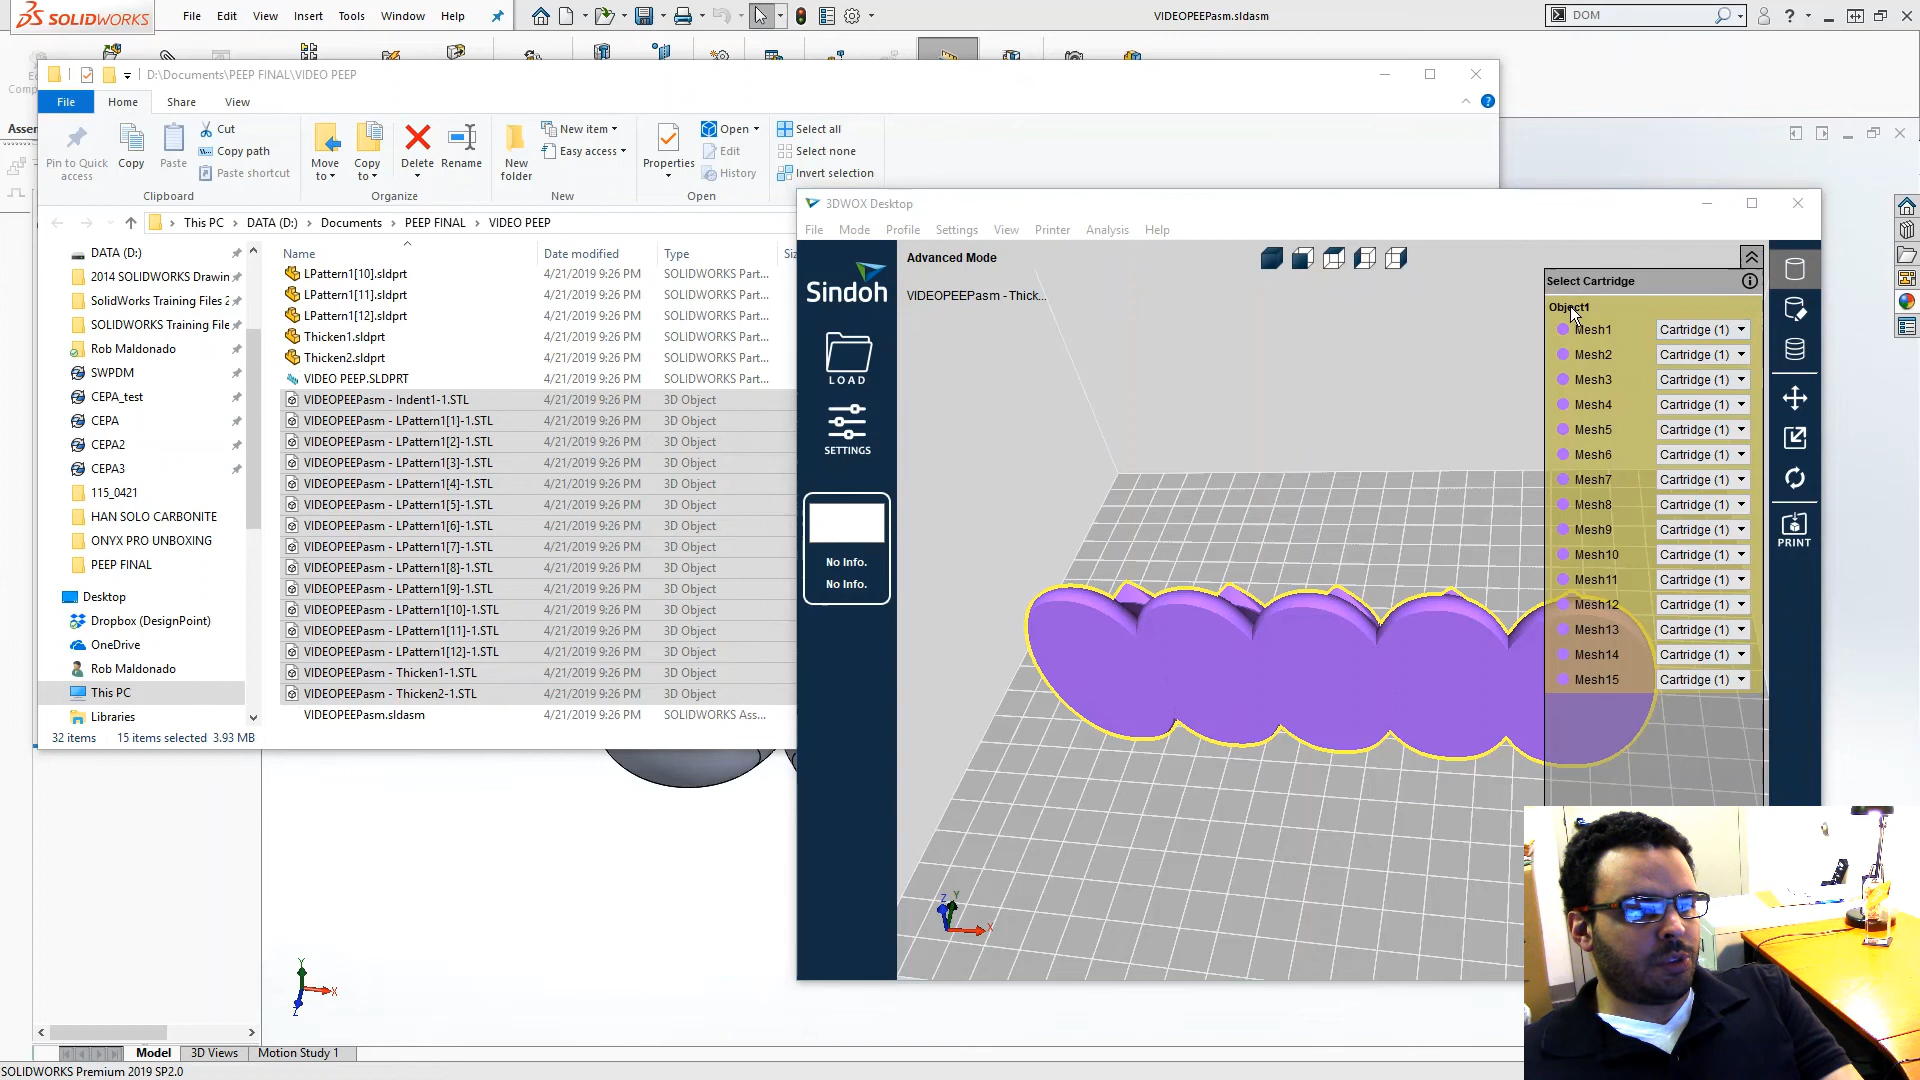 SOLIDWORKS
File Edit View Insert Tools Window Help
VIDEOPEEPasm.sldasm
DOM
D:\Documents\PEEP FINAL\VIDEO PEEP
File Home Share View
Pin to Quick access
Copy
Paste
Cut
Copy path
Paste shortcut
Clipboard
Move to
Copy to
Delete
Rename
Organize
New folder
New item
Easy access
New
Properties
Open
Edit
History
Open
Select all
Select none
Invert selection
Assem
This PC > DATA (D:) > Documents > PEEP FINAL > VIDEO PEEP
DATA (D:)
2014 SOLIDWORKS Drawin
SolidWorks Training Files 2
SOLIDWORKS Training File
Rob Maldonado
SWPDM
CEPA_test
CEPA
CEPA2
CEPA3
115_0421
HAN SOLO CARBONITE
ONYX PRO UNBOXING
PEEP FINAL
Desktop
Dropbox (DesignPoint)
OneDrive
Rob Maldonado
This PC
Libraries
Name Date modified Type Siz
LPattern1[10].sldprt 4/21/2019 9:26 PM SOLIDWORKS Part...
LPattern1[11].sldprt 4/21/2019 9:26 PM SOLIDWORKS Part...
LPattern1[12].sldprt 4/21/2019 9:26 PM SOLIDWORKS Part...
Thicken1.sldprt 4/21/2019 9:26 PM SOLIDWORKS Part...
Thicken2.sldprt 4/21/2019 9:26 PM SOLIDWORKS Part...
VIDEO PEEP.SLDPRT 4/21/2019 9:26 PM SOLIDWORKS Part...
VIDEOPEEPasm - Indent1-1.STL 4/21/2019 9:26 PM 3D Object
VIDEOPEEPasm - LPattern1[1]-1.STL 4/21/2019 9:26 PM 3D Object
VIDEOPEEPasm - LPattern1[2]-1.STL 4/21/2019 9:26 PM 3D Object
VIDEOPEEPasm - LPattern1[3]-1.STL 4/21/2019 9:26 PM 3D Object
VIDEOPEEPasm - LPattern1[4]-1.STL 4/21/2019 9:26 PM 3D Object
VIDEOPEEPasm - LPattern1[5]-1.STL 4/21/2019 9:26 PM 3D Object
VIDEOPEEPasm - LPattern1[6]-1.STL 4/21/2019 9:26 PM 3D Object
VIDEOPEEPasm - LPattern1[7]-1.STL 4/21/2019 9:26 PM 3D Object
VIDEOPEEPasm - LPattern1[8]-1.STL 4/21/2019 9:26 PM 3D Object
VIDEOPEEPasm - LPattern1[9]-1.STL 4/21/2019 9:26 PM 3D Object
VIDEOPEEPasm - LPattern1[10]-1.STL 4/21/2019 9:26 PM 3D Object
VIDEOPEEPasm - LPattern1[11]-1.STL 4/21/2019 9:26 PM 3D Object
VIDEOPEEPasm - LPattern1[12]-1.STL 4/21/2019 9:26 PM 3D Object
VIDEOPEEPasm - Thicken1-1.STL 4/21/2019 9:26 PM 3D Object
VIDEOPEEPasm - Thicken2-1.STL 4/21/2019 9:26 PM 3D Object
VIDEOPEEPasm.sldasm 4/21/2019 9:26 PM SOLIDWORKS Ass...
32 items 15 items selected 3.93 MB
3DWOX Desktop
File Mode Profile Settings View Printer Analysis Help
Sindoh
LOAD
SETTINGS
No Info.
No Info.
Advanced Mode
VIDEOPEEPasm - Thick...
Select Cartridge
Object1
Mesh1 Cartridge (1)
Mesh2 Cartridge (1)
Mesh3 Cartridge (1)
Mesh4 Cartridge (1)
Mesh5 Cartridge (1)
Mesh6 Cartridge (1)
Mesh7 Cartridge (1)
Mesh8 Cartridge (1)
Mesh9 Cartridge (1)
Mesh10 Cartridge (1)
Mesh11 Cartridge (1)
Mesh12 Cartridge (1)
Mesh13 Cartridge (1)
Mesh14 Cartridge (1)
Mesh15 Cartridge (1)
PRINT
Z Y X
Y X Z
Model 3D Views Motion Study 1
SOLIDWORKS Premium 2019 SP2.0